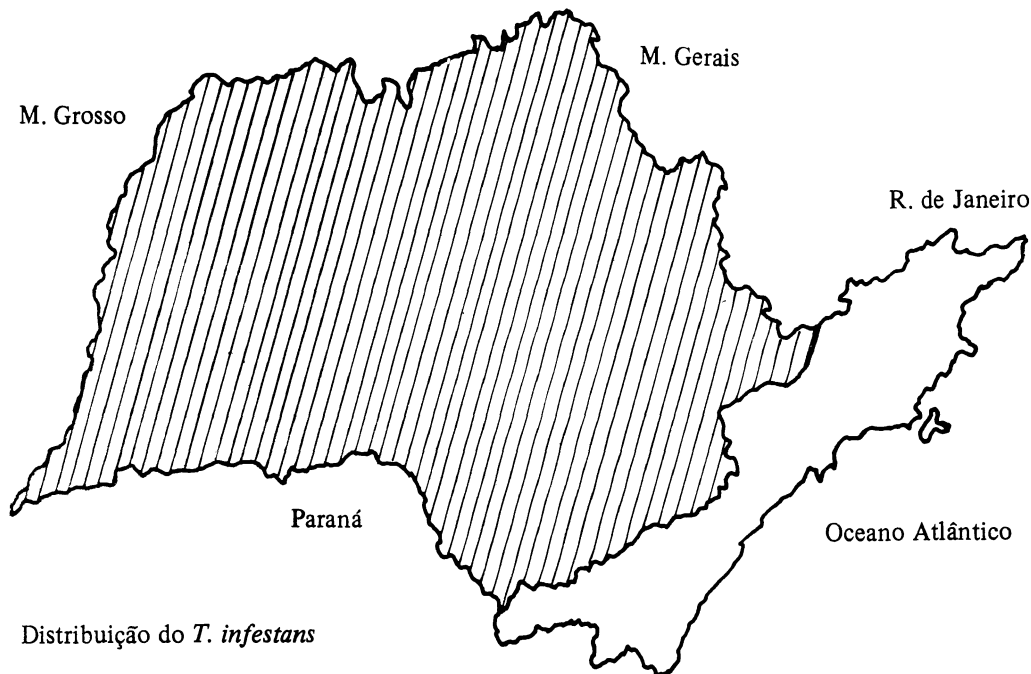 M. Gerais
M. Grosso
R. de Janeiro
Paraná
Oceano Atlântico
Distribuição do T. infestans